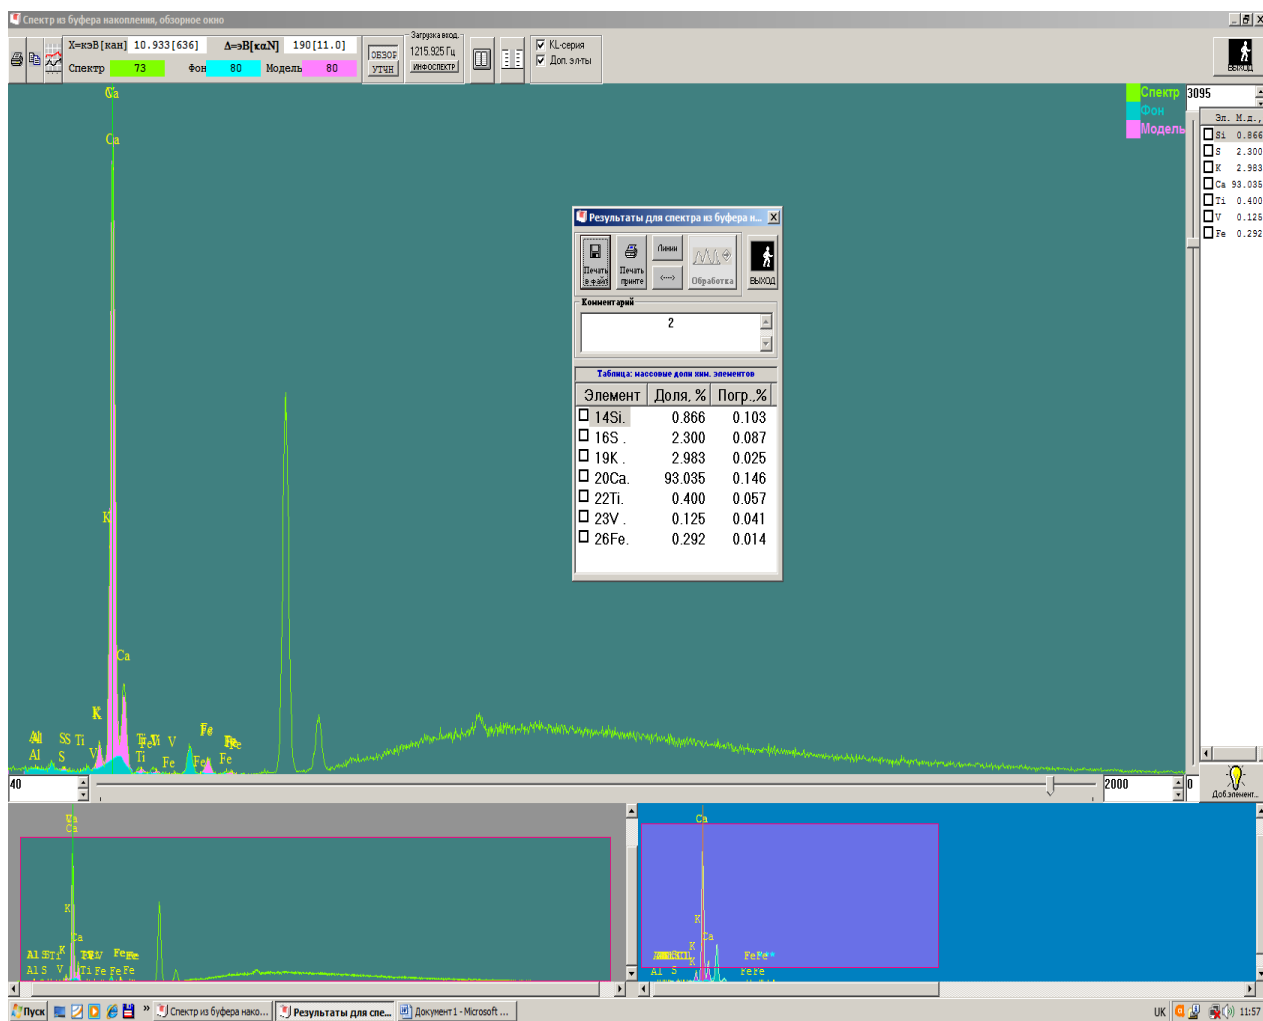 Спектр из буфера накопления, обзорное окно
X=кэВ[кан] 10.933[636] Δ=эВ[кαN] 190[11.0]
Спектр 73 Фон 80 Модель 80
ОБЗОР
УТЧН
Загрузка вход.
1215.925 Гц
ИНФОСПЕКТР
KL-серия
Доп. эл-ты
ВЫХОД
Спектр
Фон
Модель
3095
Эл. М.д.,
Si 0.866
S 2.300
K 2.983
Ca 93.035
Ti 0.400
V 0.125
Fe 0.292
Ca
Ca
K
Ca
K
S Ti
Al S V Ti Fe Fe Fe
Результаты для спектра из буфера н...
Печать в файл
Печать принте
Линии
<---->
Обработка
ВЫХОД
Комментарий
2
Таблица: массовые доли хим. элементов
Элемент Доля, % Погр.,%
14Si. 0.866 0.103
16S . 2.300 0.087
19K . 2.983 0.025
20Ca. 93.035 0.146
22Ti. 0.400 0.057
23V . 0.125 0.041
26Fe. 0.292 0.014
40
2000
0
Доб.элемент...
Ca
K
Ca
K
Al S V Ti Fe Fe Fe
Ca
K
Ca
K
K
Al S FeFe
Пуск
Спектр из буфера нако...
Результаты для спе...
Документ1 - Microsoft ...
UK
11:57